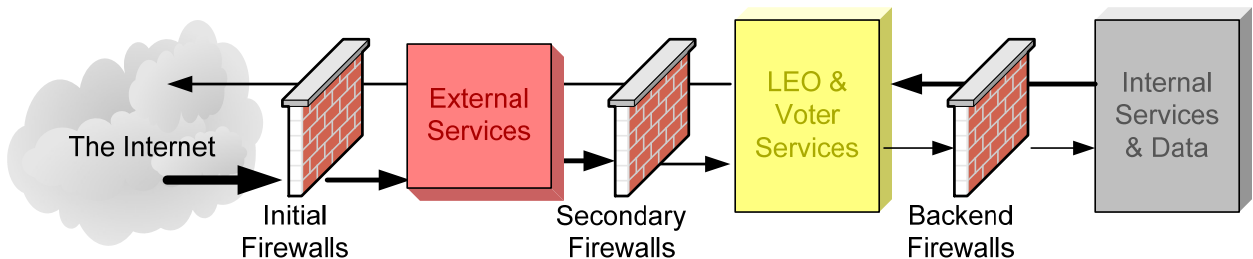 The Internet
Initial
Firewalls
External
Services
Secondary
Firewalls
LEO &
Voter
Services
Backend
Firewalls
Internal
Services
& Data